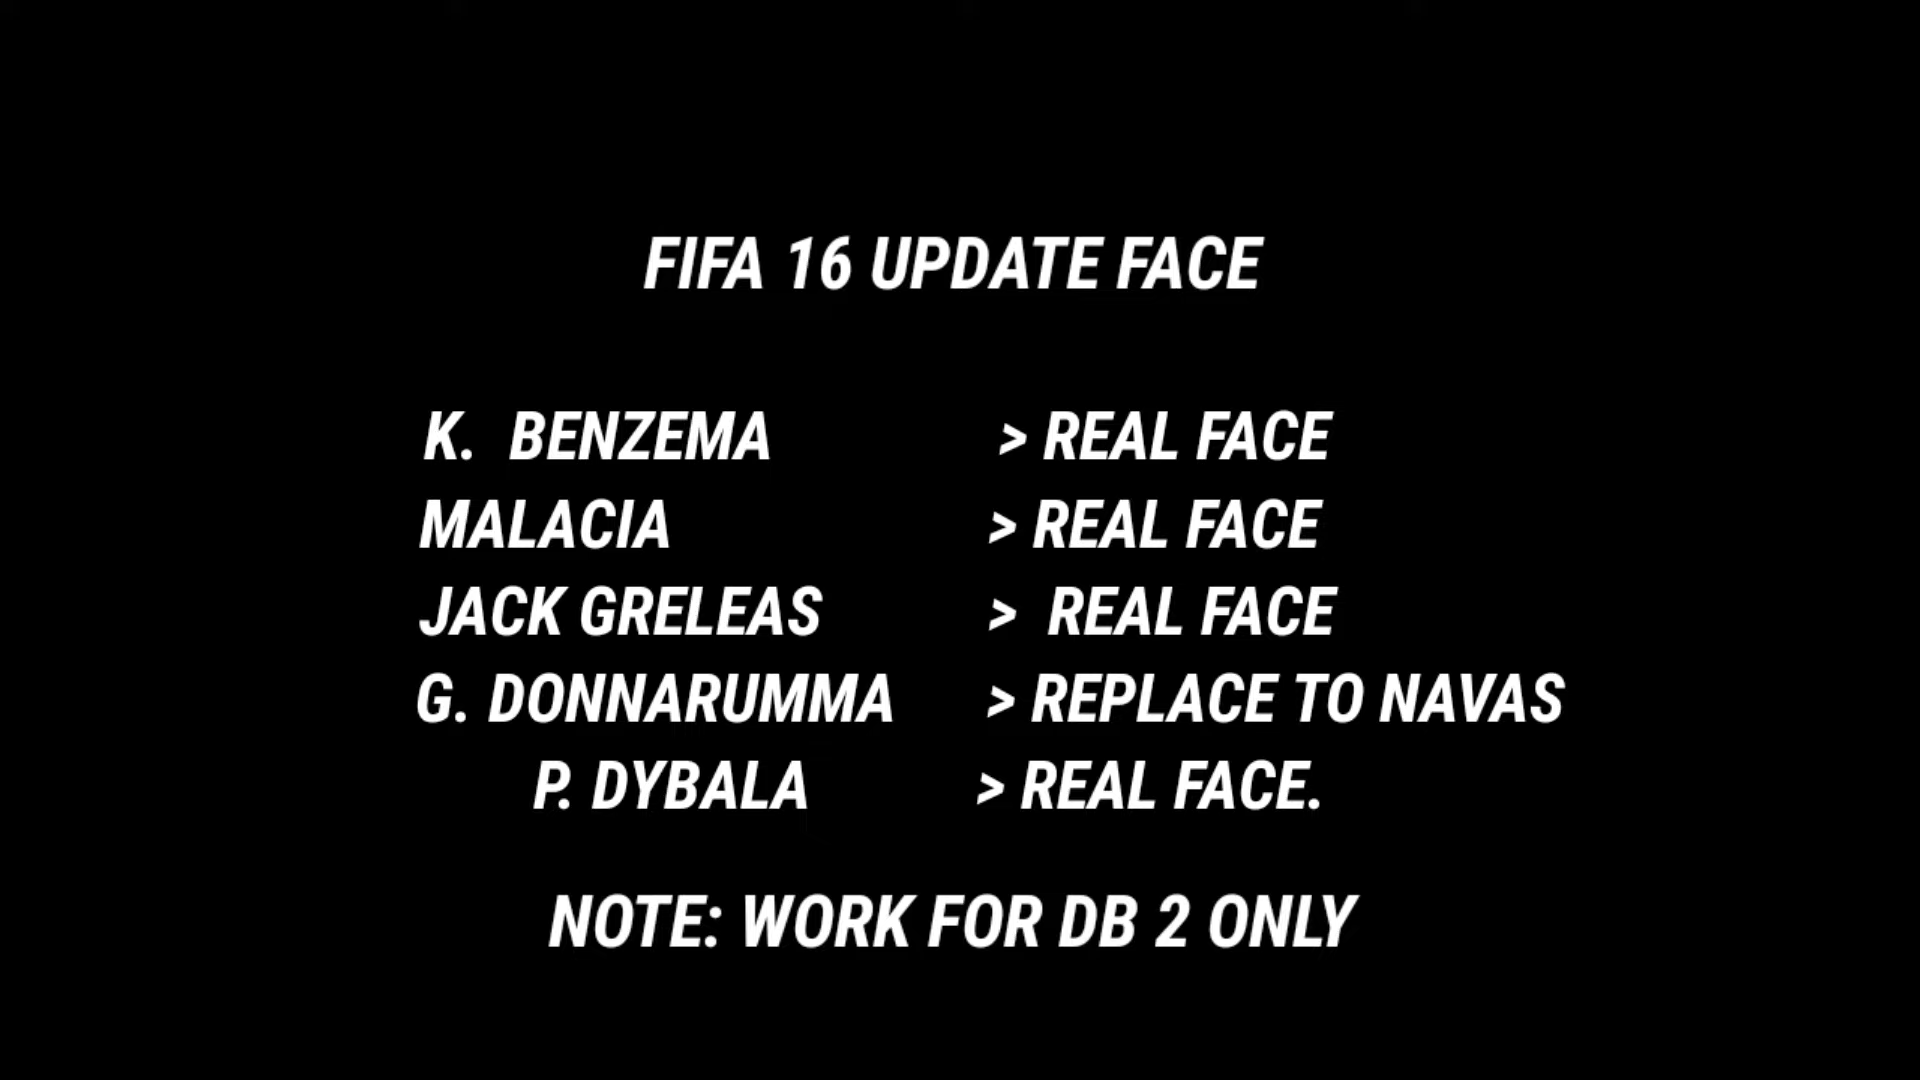 FIFA 16 UPDATE FACE
K. BENZEMA > REAL FACE
MALACIA > REAL FACE
JACK GRELEAS > REAL FACE
G. DONNARUMMA > REPLACE TO NAVAS
P. DYBALA > REAL FACE.
NOTE: WORK FOR DB 2 ONLY